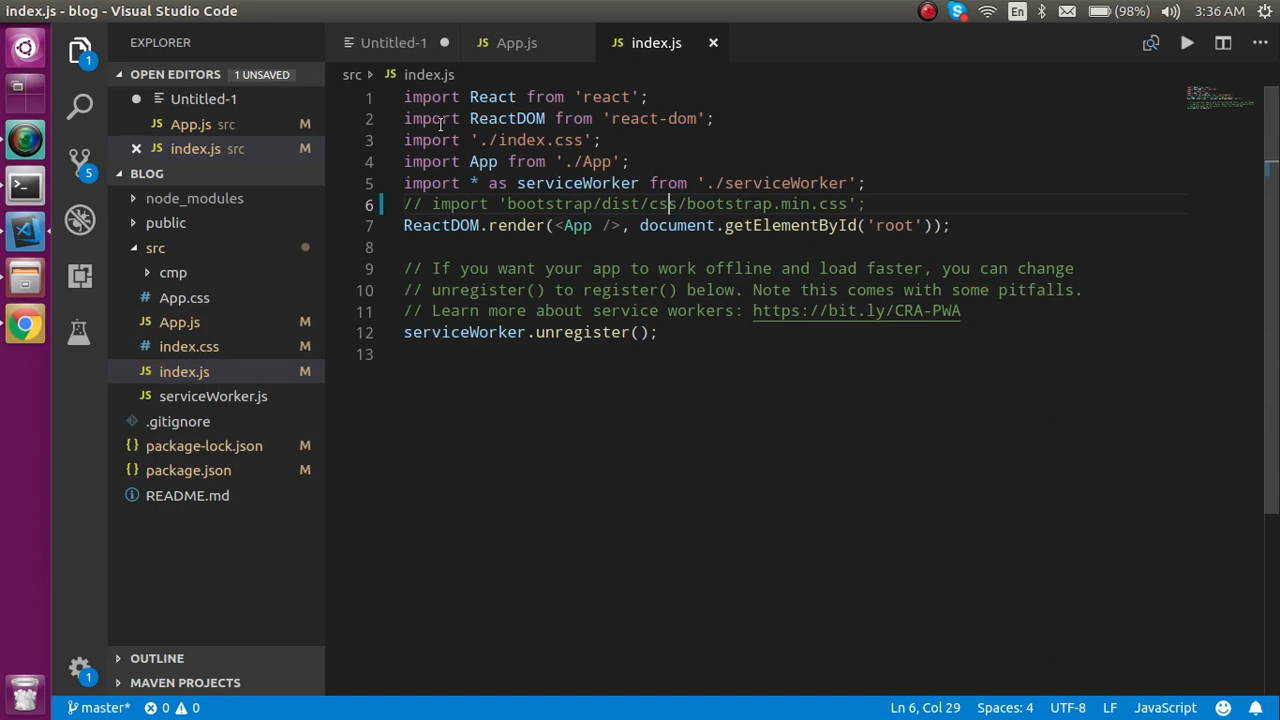 index.js - blog - Visual Studio Code
En
(98%)
3:36 AM
EXPLORER
OPEN EDITORS
1 UNSAVED
Untitled-1
App.js src
M
index.js src
M
BLOG
node_modules
public
src
cmp
App.css
App.js
M
index.css
index.js
M
serviceWorker.js
.gitignore
package-lock.json
M
package.json
M
README.md
OUTLINE
MAVEN PROJECTS
1
5
1
Untitled-1
JS App.js
JS index.js
src JS index.js
1 import React from 'react';
2 import ReactDOM from 'react-dom';
3 import './index.css';
4 import App from './App';
5 import * as serviceWorker from './serviceWorker';
6 // import 'bootstrap/dist/css/bootstrap.min.css';
7 ReactDOM.render(<App />, document.getElementById('root'));
8
9 // If you want your app to work offline and load faster, you can change
10 // unregister() to register() below. Note this comes with some pitfalls.
11 // Learn more about service workers: https://bit.ly/CRA-PWA
12 serviceWorker.unregister();
13
master*
0
0
Ln 6, Col 29
Spaces: 4
UTF-8
LF
JavaScript